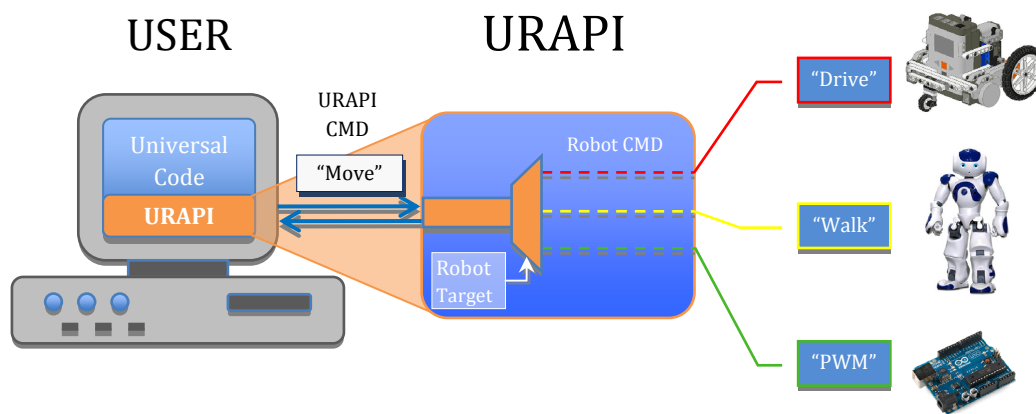 USER
URAPI
URAPI
CMD
"Move"
Universal
Code
URAPI
Robot CMD
Robot
Target
“Drive”
“Walk”
“PWM”